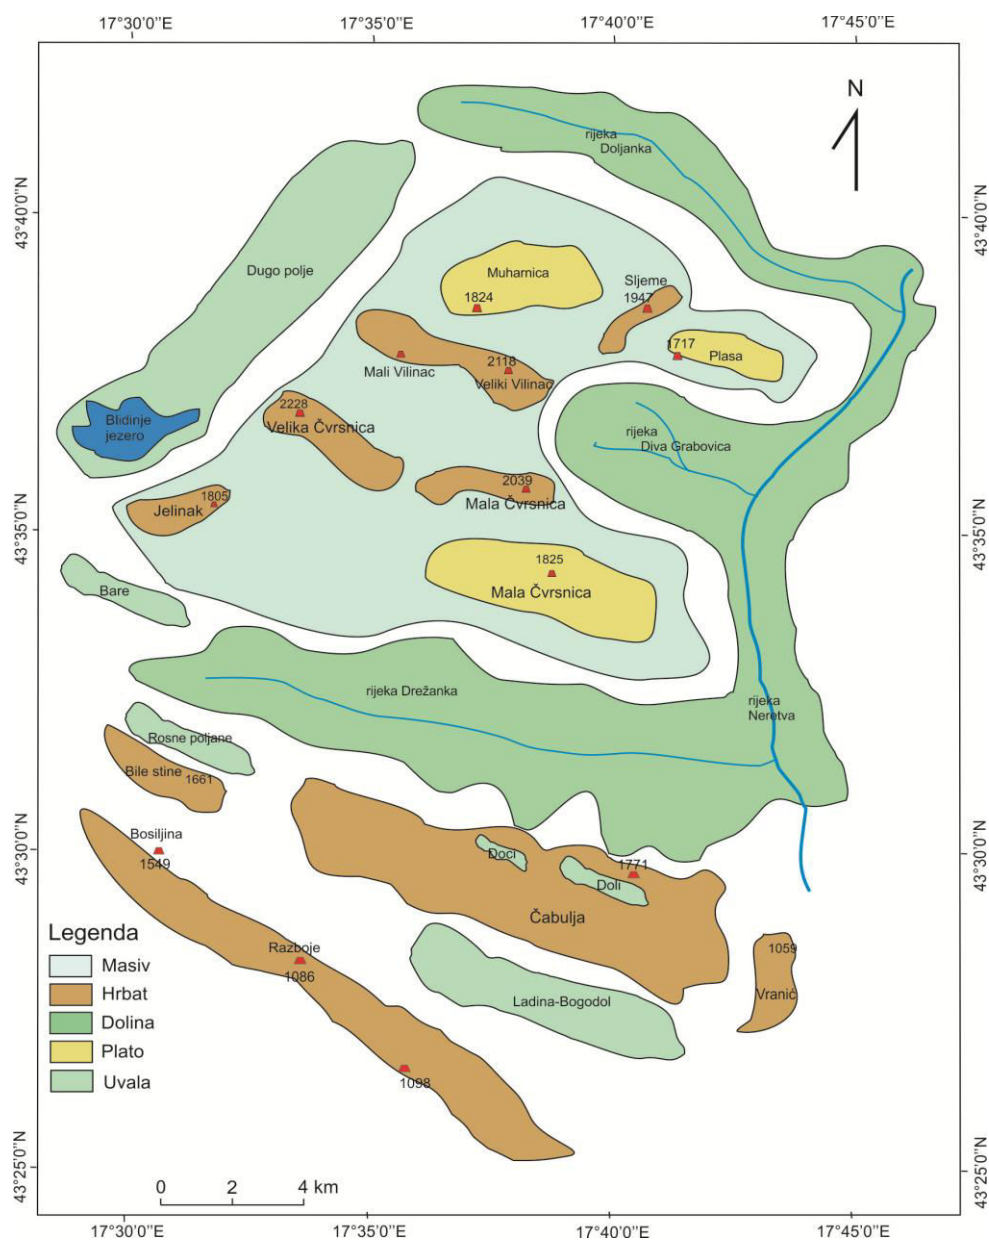 17°30'0''E
17°35'0''E
17°40'0''E
17°45'0''E
N
rijeka
Doljanka
43°40'0''N
43°40'0''N
Dugo polje
Muharnica
1824
Sljeme
1947
1717
Plasa
Mali Vilinac
2118
Veliki Vilinac
2228
Velika Čvrsnica
Blidinje
jezero
rijeka
Diva Grabovica
2039
Mala Čvrsnica
1805
Jelinak
43°35'0''N
43°35'0''N
1825
Mala Čvrsnica
Bare
rijeka Drežanka
rijeka
Neretva
Rosne poljane
Bile stine
1661
Bosiljina
1549
43°30'0''N
43°30'0''N
Doci
1771
Doli
Čabulja
Razboje
1086
1059
Vranić
Ladina-Bogodol
1098
Legenda
Masiv
Hrbat
Dolina
Plato
Uvala
43°25'0''N
43°25'0''N
0 2 4 km
17°30'0''E
17°35'0''E
17°40'0''E
17°45'0''E